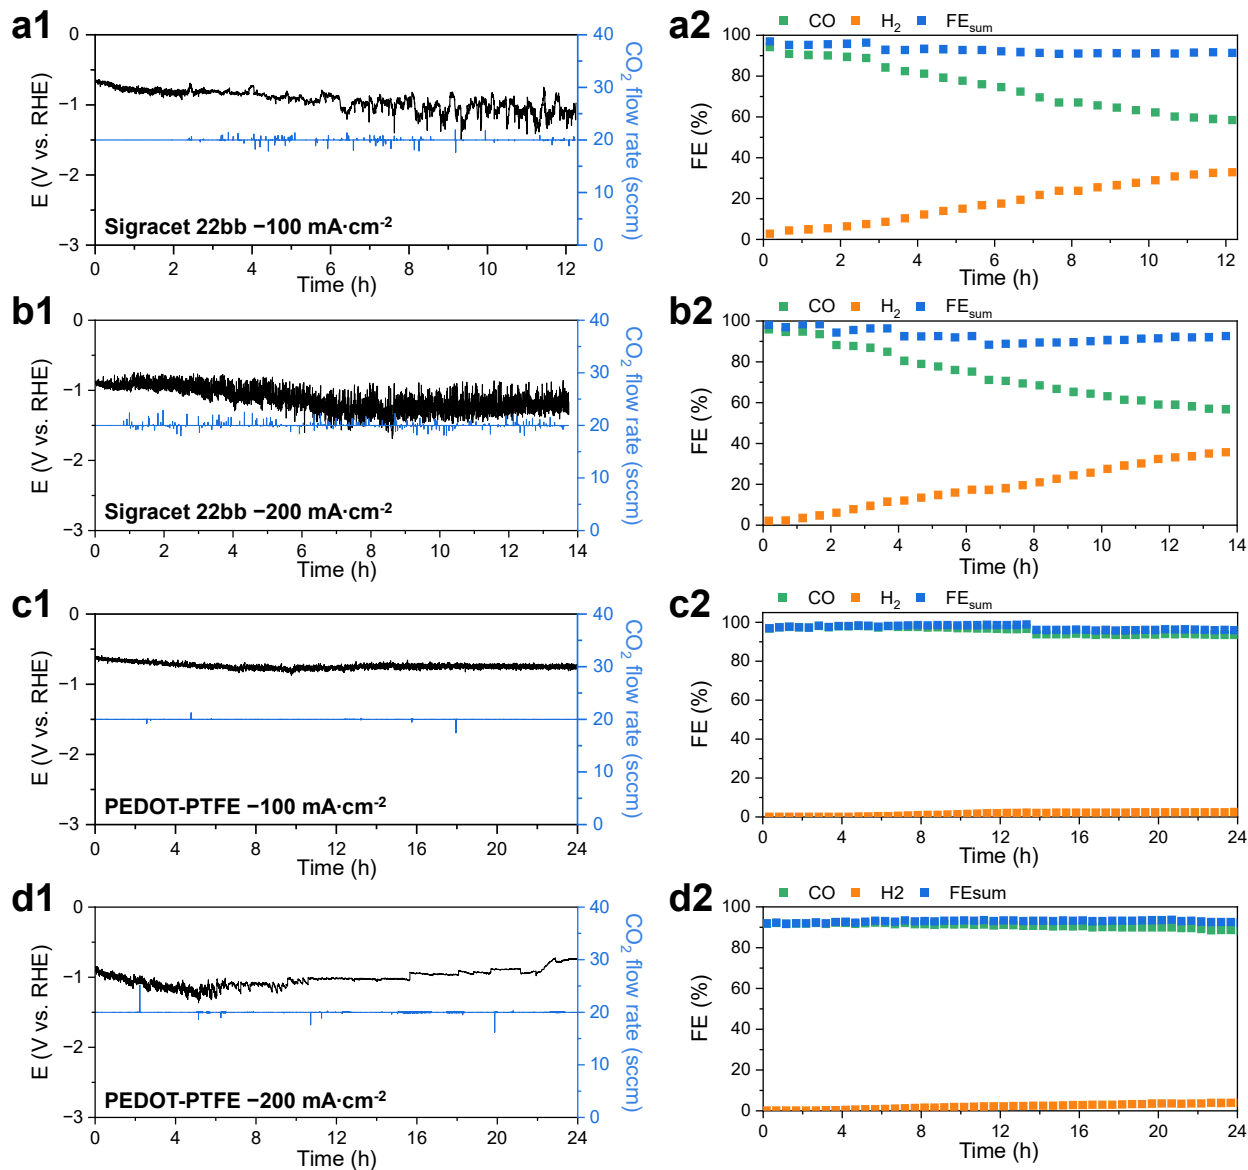 a1
0
−1
−2
−3
E (V vs. RHE)
40
30
20
10
0
CO2 flow rate (sccm)
Sigracet 22bb −100 mA·cm-2
0 2 4 6 8 10 12
Time (h)
a2
CO H2 FEsum
100
80
60
40
20
0
FE (%)
0 2 4 6 8 10 12
Time (h)
b1
0
−1
−2
−3
E (V vs. RHE)
40
30
20
10
0
CO2 flow rate (sccm)
Sigracet 22bb −200 mA·cm-2
0 2 4 6 8 10 12 14
Time (h)
b2
CO H2 FEsum
100
80
60
40
20
0
FE (%)
0 2 4 6 8 10 12 14
Time (h)
c1
0
−1
−2
−3
E (V vs. RHE)
40
30
20
10
0
CO2 flow rate (sccm)
PEDOT-PTFE −100 mA·cm-2
0 4 8 12 16 20 24
Time (h)
c2
CO H2 FEsum
100
80
60
40
20
0
FE (%)
0 4 8 12 16 20 24
Time (h)
d1
0
−1
−2
−3
E (V vs. RHE)
40
30
20
10
0
CO2 flow rate (sccm)
PEDOT-PTFE −200 mA·cm-2
0 4 8 12 16 20 24
Time (h)
d2
CO H2 FEsum
100
80
60
40
20
0
FE (%)
0 4 8 12 16 20 24
Time (h)